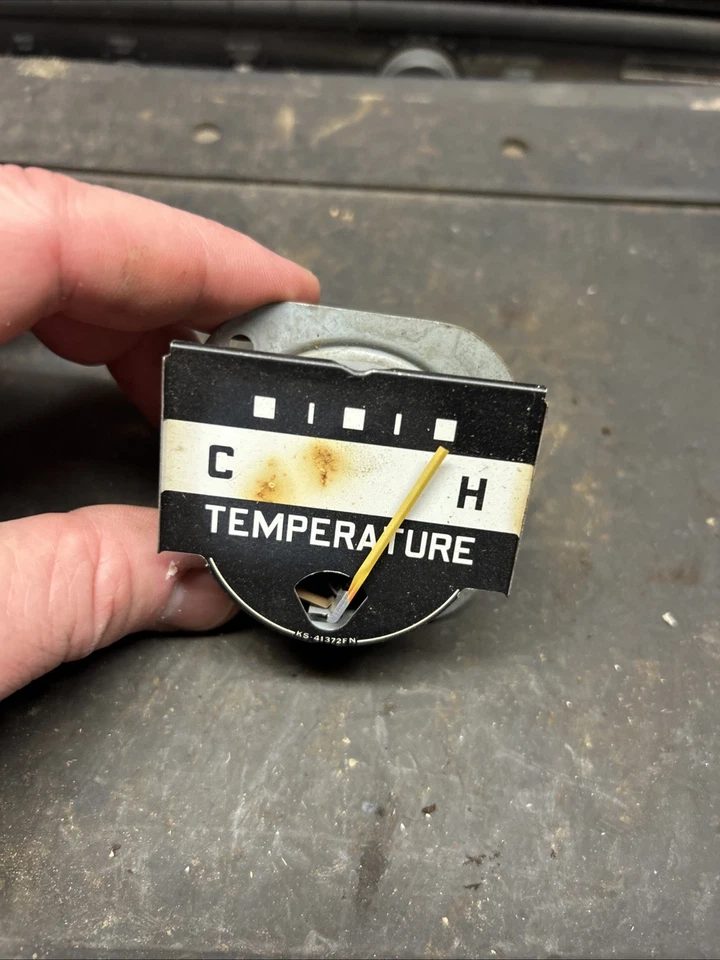 C H
TEMPERATURE
KS-41372FN